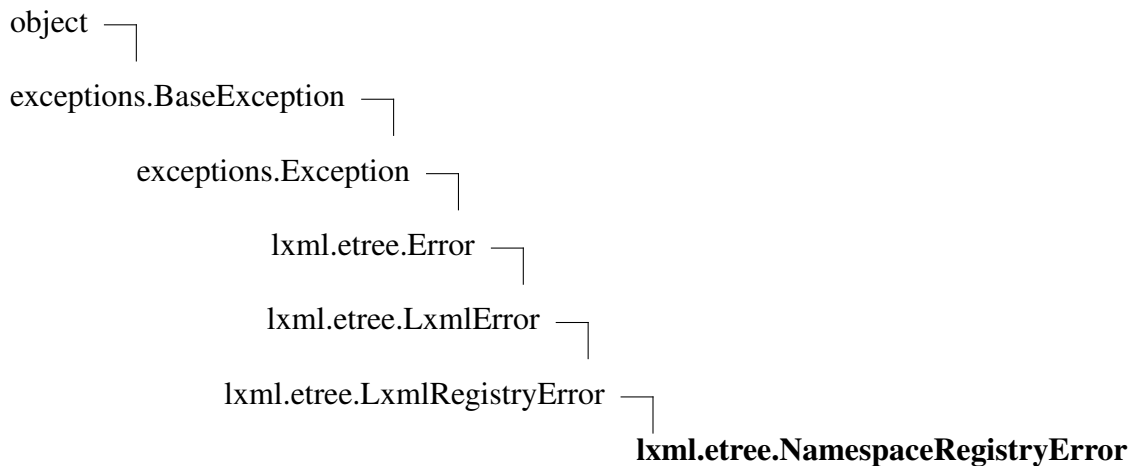 object
exceptions.BaseException
exceptions.Exception
lxml.etree.Error
lxml.etree.LxmlError
lxml.etree.LxmlRegistryError
lxml.etree.NamespaceRegistryError